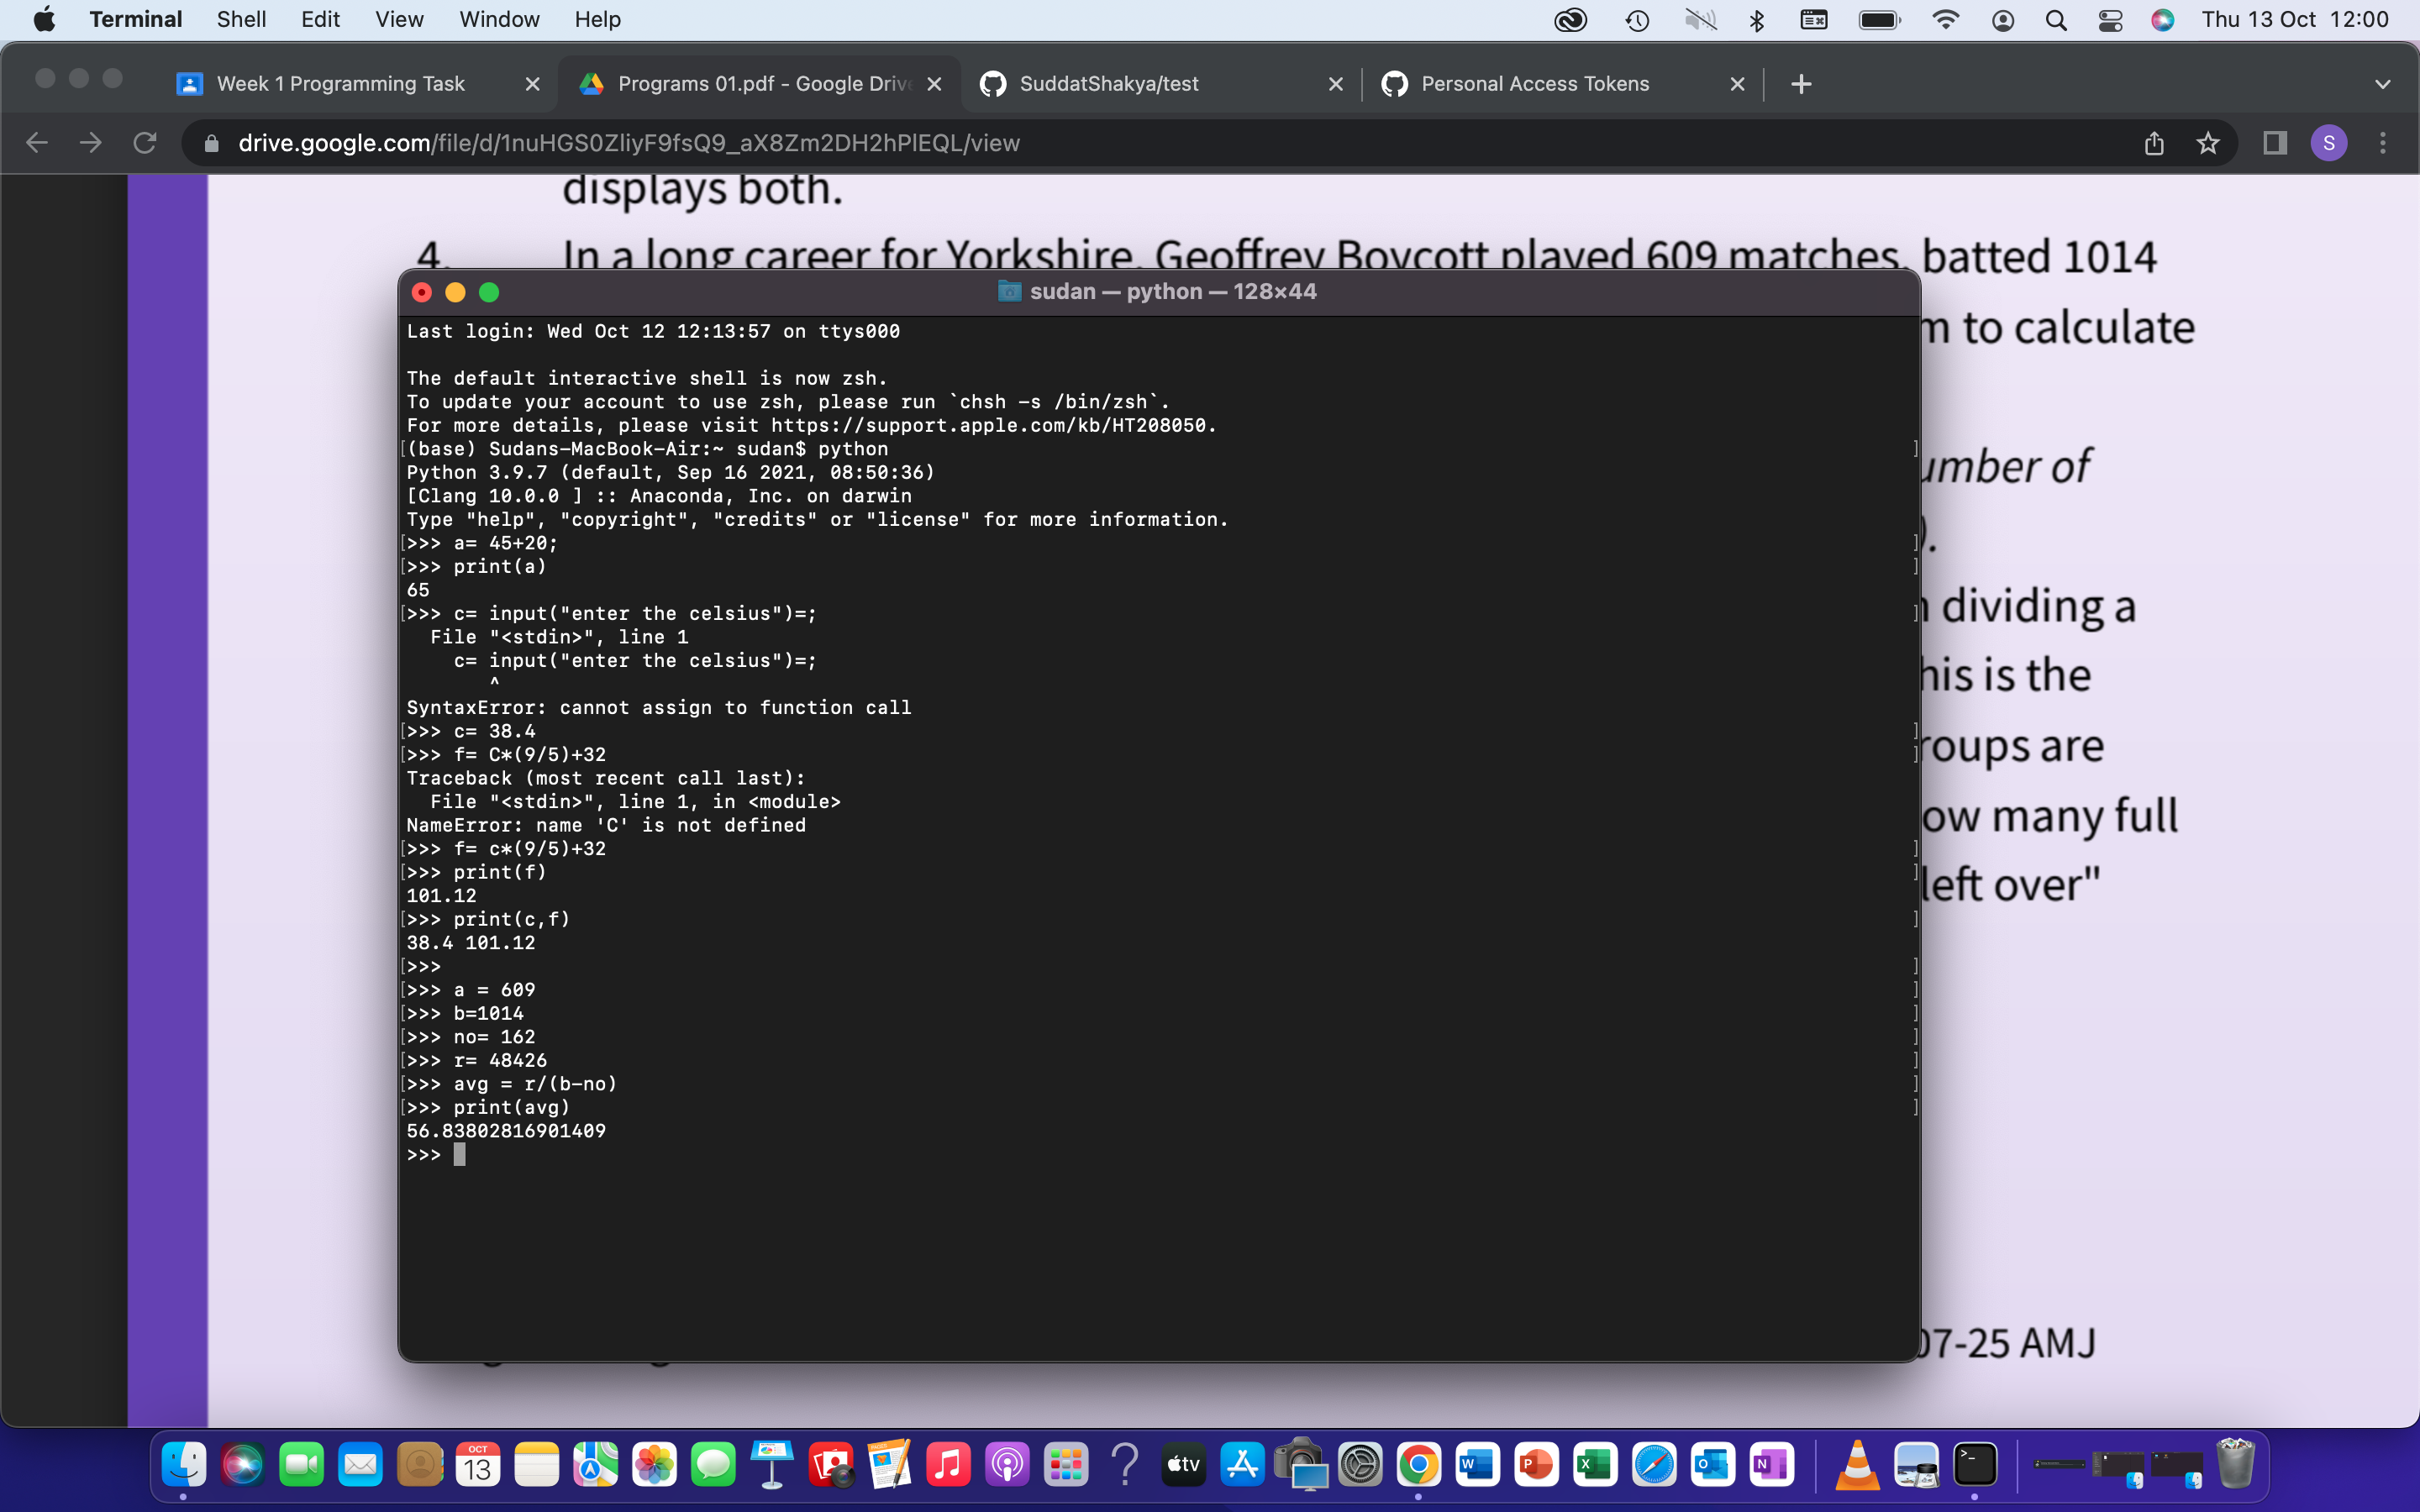 Terminal Shell Edit View Window Help Thu 13 Oct 12:00
Week 1 Programming Task Programs 01.pdf - Google Drive SuddatShakya/test Personal Access Tokens
drive.google.com/file/d/1nuHGS0ZliyF9fsQ9_aX8Zm2DH2hPlEQL/view S
displays both.
4. In a long career for Yorkshire, Geoffrey Boycott played 609 matches, batted 1014
sudan — python — 128×44
m to calculate
umber of
).
n dividing a
his is the
roups are
ow many full
left over"
07-25 AMJ
Last login: Wed Oct 12 12:13:57 on ttys000
The default interactive shell is now zsh.
To update your account to use zsh, please run `chsh -s /bin/zsh`.
For more details, please visit https://support.apple.com/kb/HT208050.
[(base) Sudans-MacBook-Air:~ sudan$ python ]
Python 3.9.7 (default, Sep 16 2021, 08:50:36)
[Clang 10.0.0 ] :: Anaconda, Inc. on darwin
Type "help", "copyright", "credits" or "license" for more information.
[>>> a= 45+20; ]
[>>> print(a) ]
65
[>>> c= input("enter the celsius")=; ]
  File "<stdin>", line 1
    c= input("enter the celsius")=;
       ^
SyntaxError: cannot assign to function call
[>>> c= 38.4 ]
[>>> f= C*(9/5)+32 ]
Traceback (most recent call last):
  File "<stdin>", line 1, in <module>
NameError: name 'C' is not defined
[>>> f= c*(9/5)+32 ]
[>>> print(f) ]
101.12
[>>> print(c,f) ]
38.4 101.12
[>>> ]
[>>> a = 609 ]
[>>> b=1014 ]
[>>> no= 162 ]
[>>> r= 48426 ]
[>>> avg = r/(b-no) ]
[>>> print(avg) ]
56.83802816901409
>>>
OCT
13
tv
W P X O N